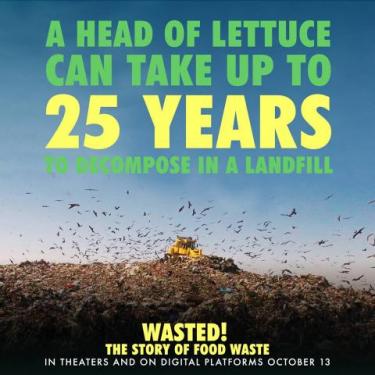 A HEAD OF LETTUCE
CAN TAKE UP TO
25 YEARS
TO DECOMPOSE IN A LANDFILL
WASTED!
THE STORY OF FOOD WASTE
IN THEATERS AND ON DIGITAL PLATFORMS OCTOBER 13